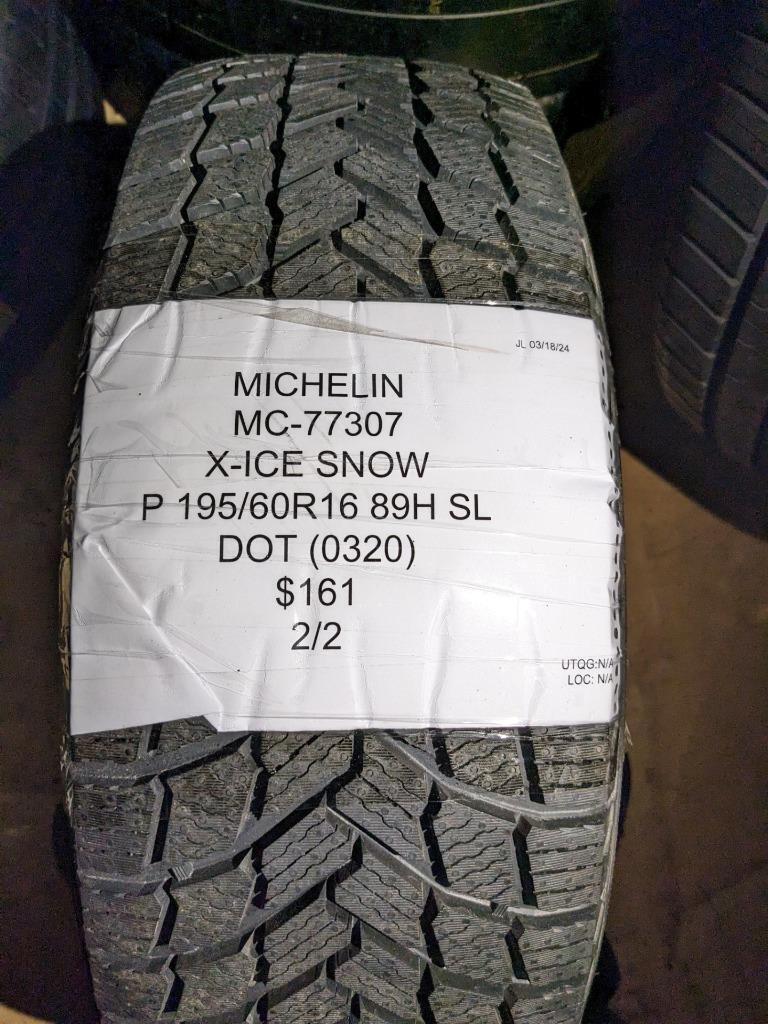 JL 03/18/24
MICHELIN
MC-77307
X-ICE SNOW
P 195/60R16 89H SL
DOT (0320)
$161
2/2
UTQG:N/A
LOC: N/A